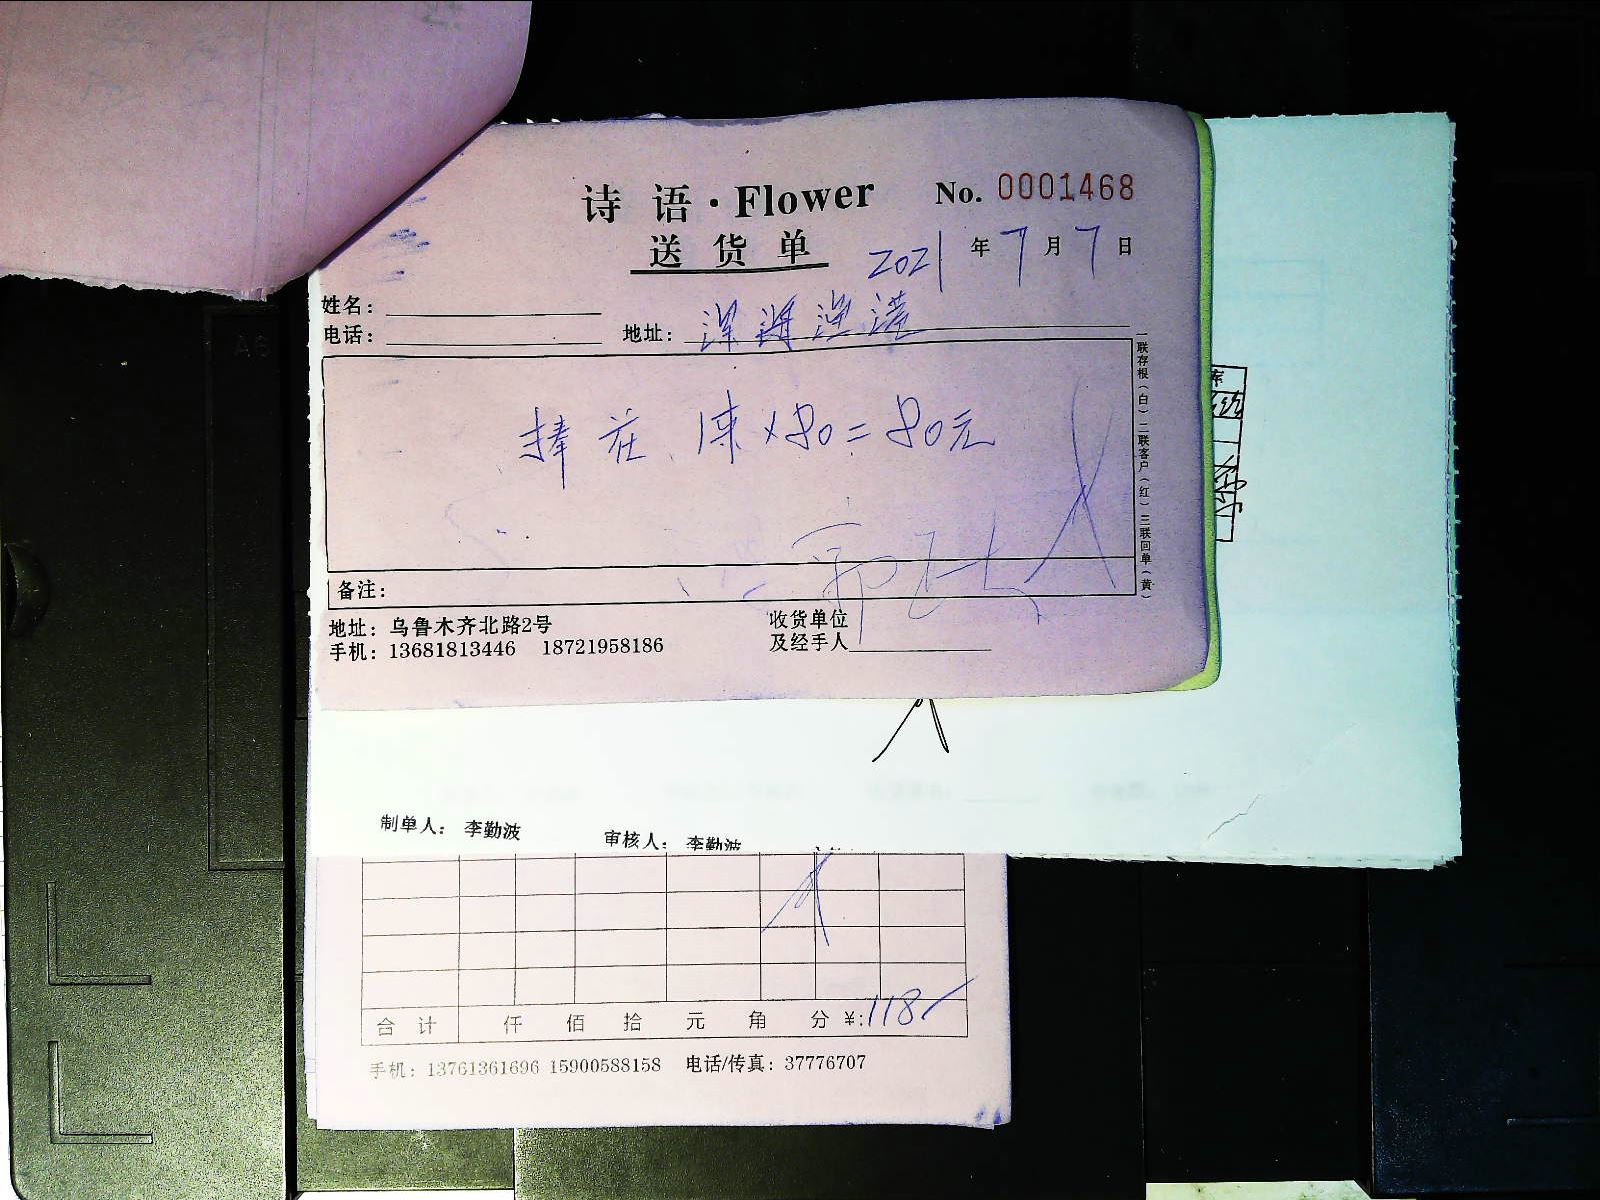 诗 语·Flower No. 0001468
送 货 单 2021 年 7 月 7 日
姓名:
电话: 地址:
捧花 1束×80=80元
备注:
地址: 乌鲁木齐北路2号
手机: 13681813446 18721958186
收货单位
及经手人
一联存根(白)二联客户(红)三联回单(黄)
制单人: 李勤波 审核人: 李勤波
合 计 仟 佰 拾 元 角 分 ¥:118
手机: 13761361696 15900588158 电话/传真: 37776707
A6